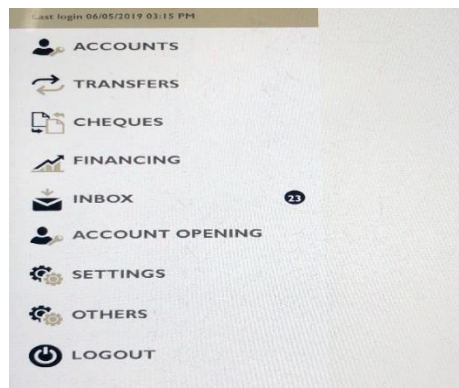 Last login 06/05/2019 03:15 PM
ACCOUNTS
TRANSFERS
CHEQUES
FINANCING
INBOX 23
ACCOUNT OPENING
SETTINGS
OTHERS
LOGOUT